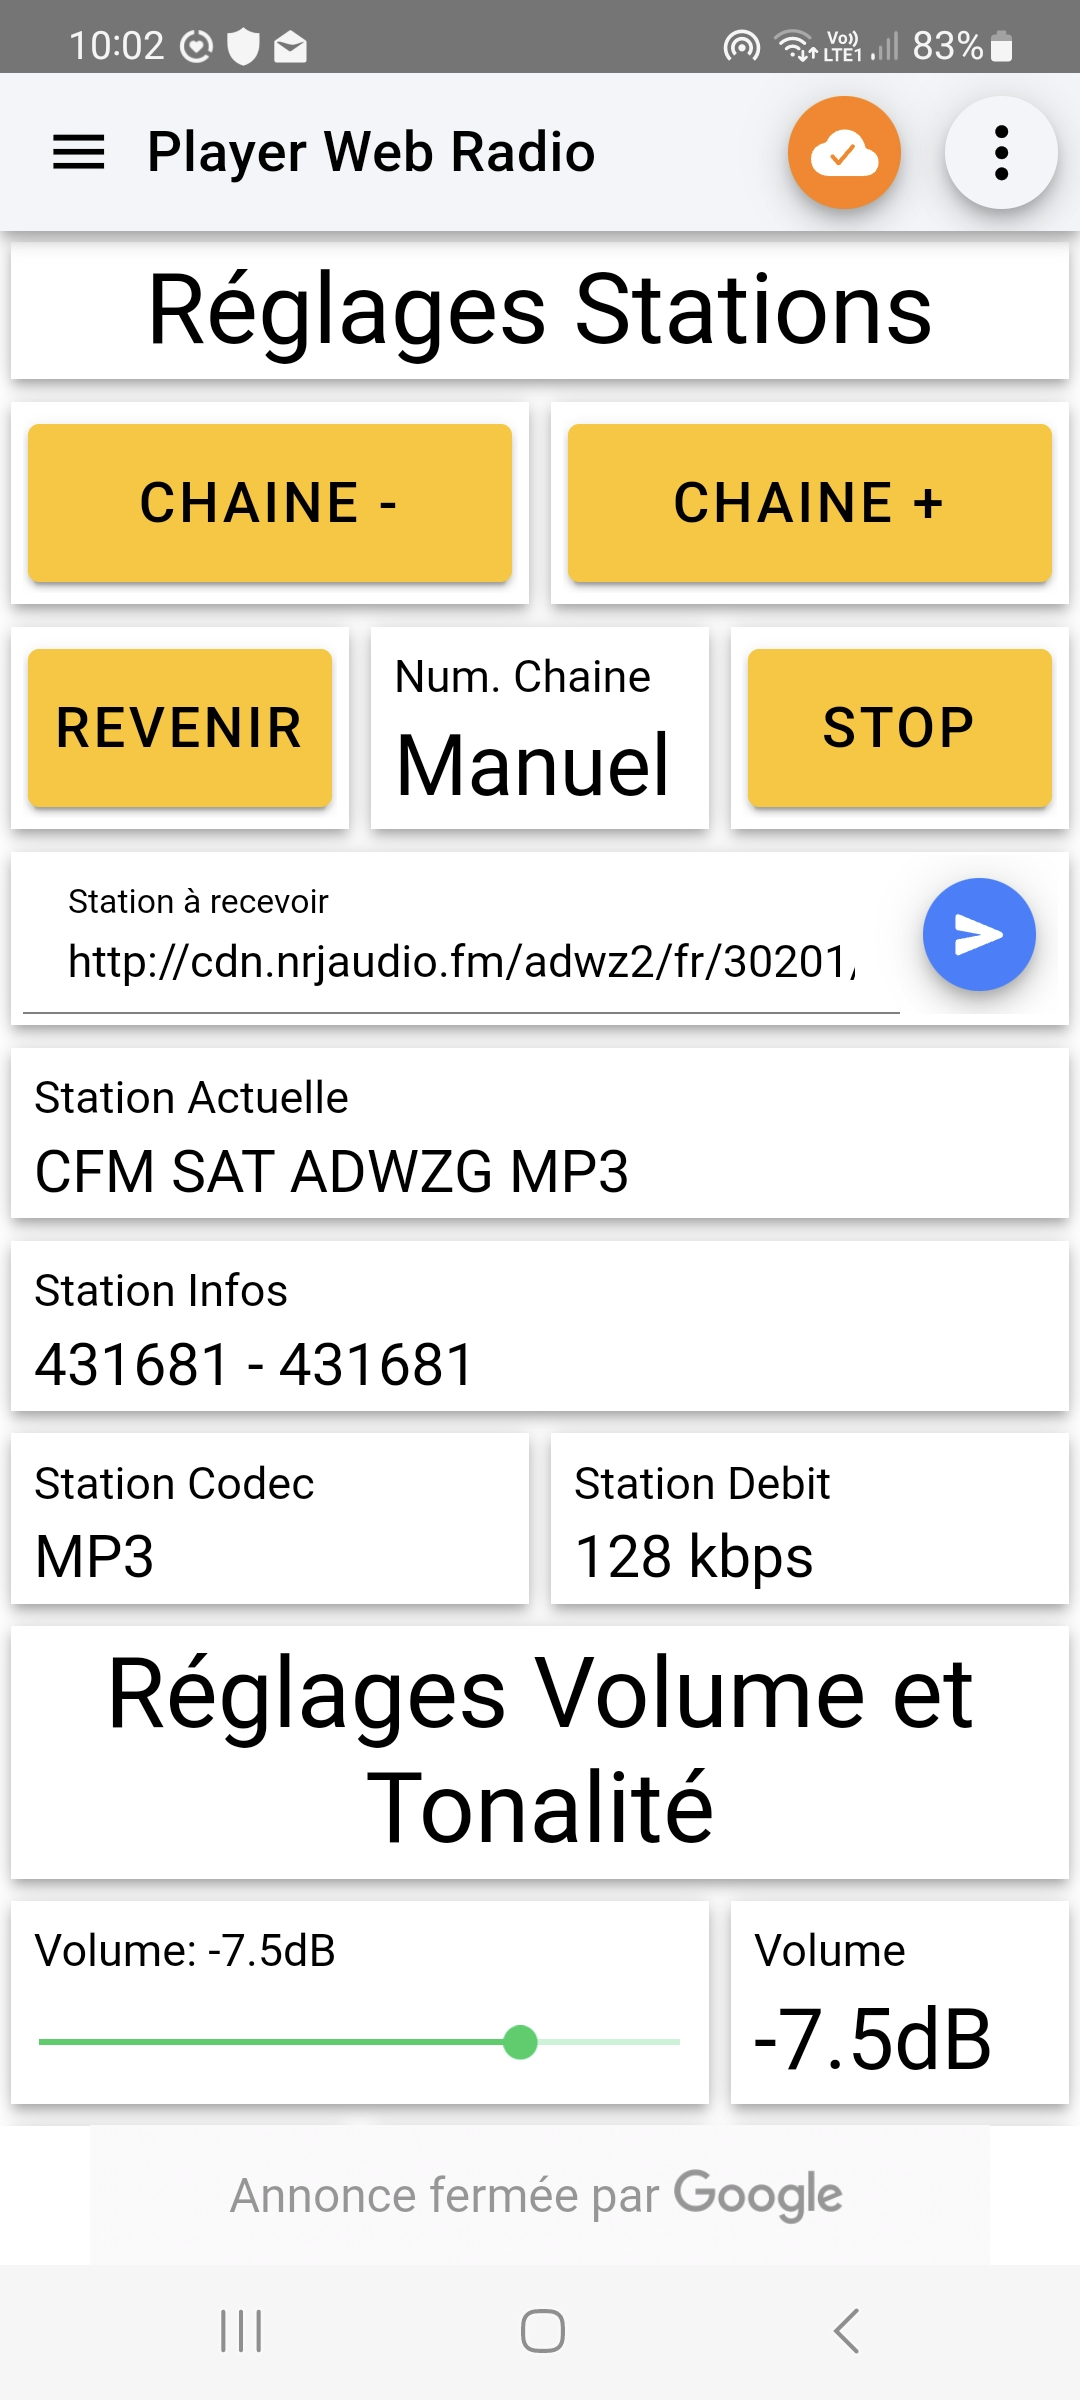 10:02 Vo)) LTE1 83%
Player Web Radio
Réglages Stations
CHAINE - CHAINE +
REVENIR Num. Chaine Manuel STOP
Station à recevoir
http://cdn.nrjaudio.fm/adwz2/fr/30201/
Station Actuelle
CFM SAT ADWZG MP3
Station Infos
431681 - 431681
Station Codec
MP3
Station Debit
128 kbps
Réglages Volume et
Tonalité
Volume: -7.5dB
Volume
-7.5dB
Annonce fermée par Google